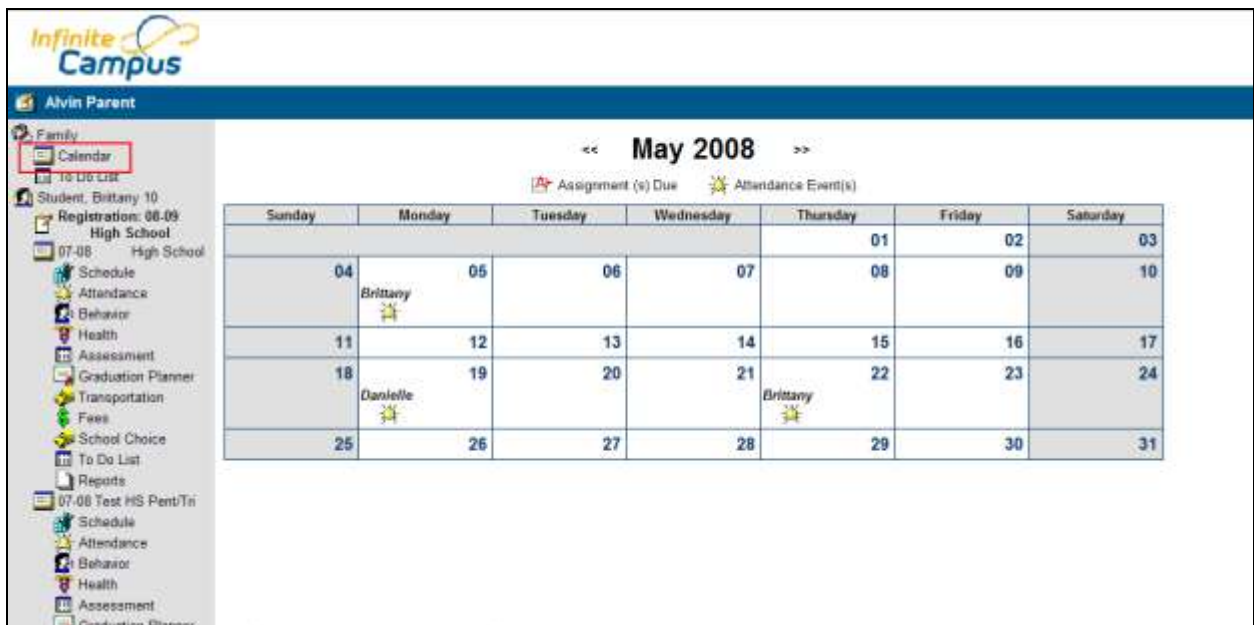 Infinite
Campus
Alvin Parent
Family
Calendar
To Do List
Student, Brittany 10
Registration: 08-09
High School
07-08 High School
Schedule
Attendance
Behavior
Health
Assessment
Graduation Planner
Transportation
Fees
School Choice
To Do List
Reports
07-08 Test HS Pent/Tri
Schedule
Attendance
Behavior
Health
Assessment
Graduation Planner
<< May 2008 >>
A+ Assignment (s) Due Attendance Event(s)
Sunday Monday Tuesday Wednesday Thursday Friday Saturday
01 02 03
04 05 06 07 08 09 10
Brittany
11 12 13 14 15 16 17
18 19 20 21 22 23 24
Danielle Brittany
25 26 27 28 29 30 31